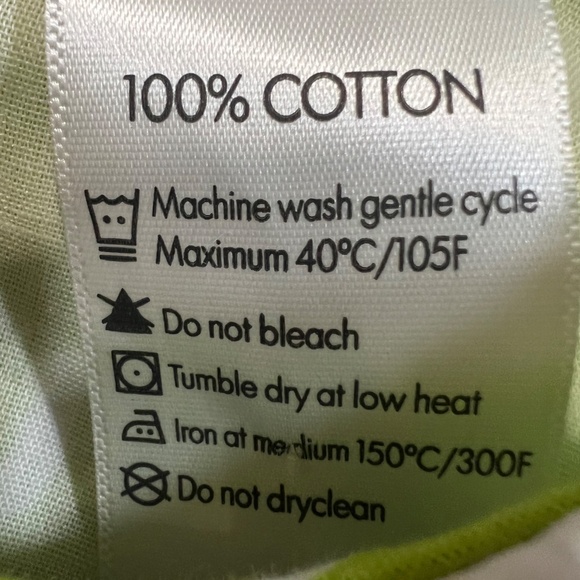 100% COTTON
Machine wash gentle cycle
Maximum 40°C/105F
Do not bleach
Tumble dry at low heat
Iron at medium 150°C/300F
Do not dryclean